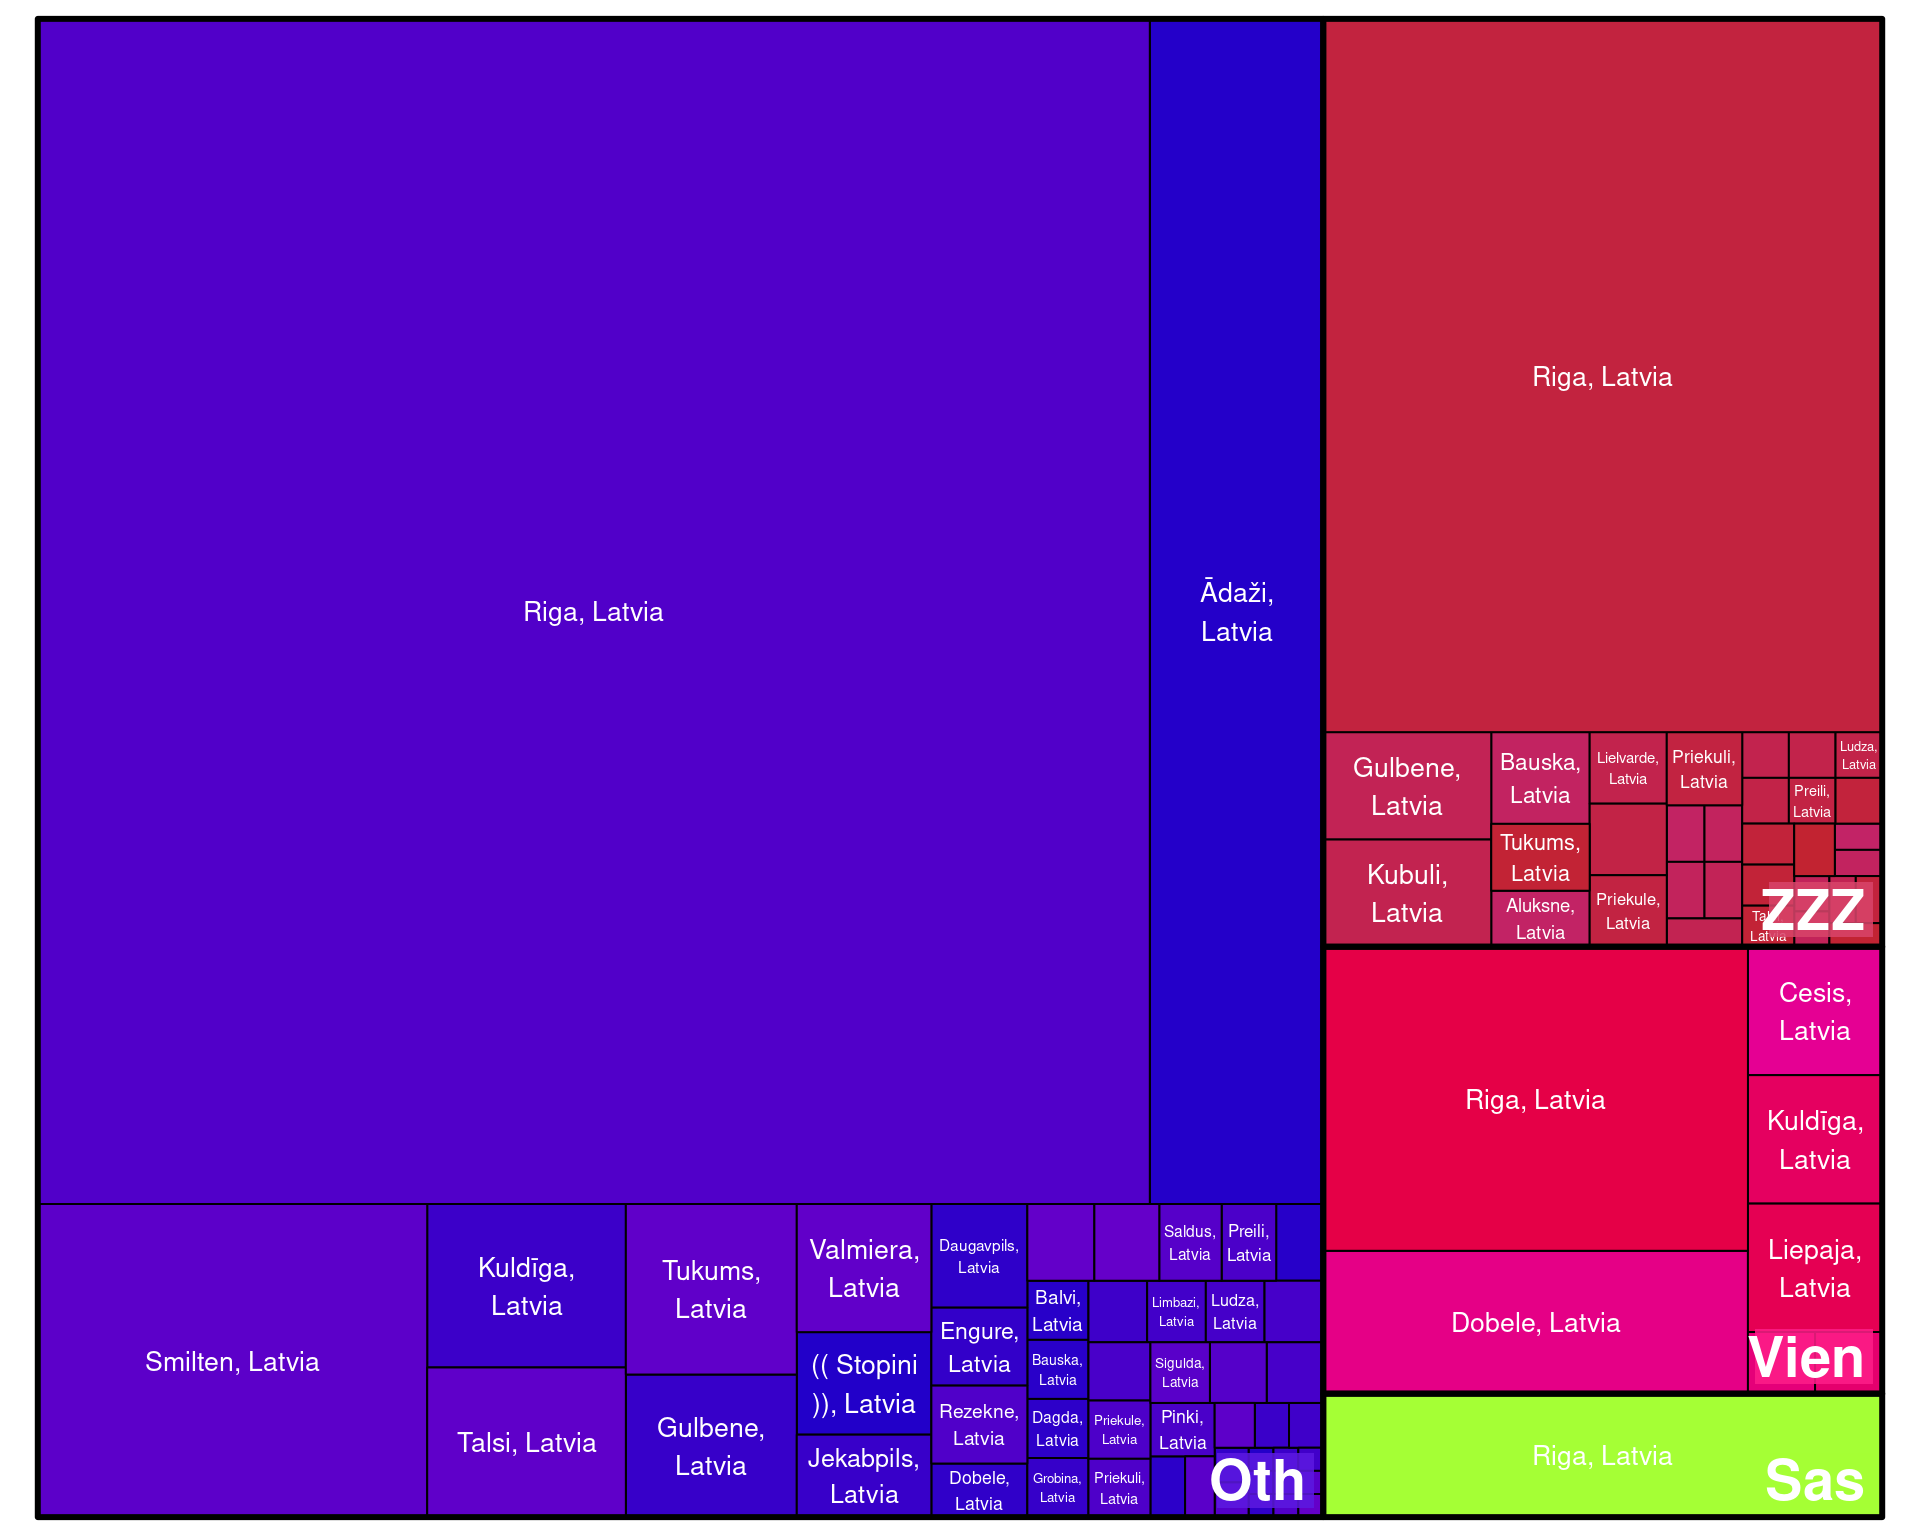 Riga, Latvia
Ādaži,
Latvia
Smilten, Latvia
Kuldīga,
Latvia
Talsi, Latvia
Tukums,
Latvia
Gulbene,
Latvia
Valmiera,
Latvia
(( Stopini
)), Latvia
Jekabpils,
Latvia
Daugavpils,
Latvia
Engure,
Latvia
Rezekne,
Latvia
Dobele,
Latvia
Saldus,
Latvia
Preili,
Latvia
Balvi,
Latvia
Limbazi,
Latvia
Ludza,
Latvia
Bauska,
Latvia
Sigulda,
Latvia
Dagda,
Latvia
Priekule,
Latvia
Pinki,
Latvia
Grobina,
Latvia
Priekuli,
Latvia
Oth
Riga, Latvia
Gulbene,
Latvia
Kubuli,
Latvia
Bauska,
Latvia
Tukums,
Latvia
Aluksne,
Latvia
Lielvarde,
Latvia
Priekule,
Latvia
Priekuli,
Latvia
Ludza,
Latvia
Preili,
Latvia
Latvia
ZZZ
Riga, Latvia
Dobele, Latvia
Cesis,
Latvia
Kuldīga,
Latvia
Liepaja,
Latvia
Vien
Riga, Latvia
Sas